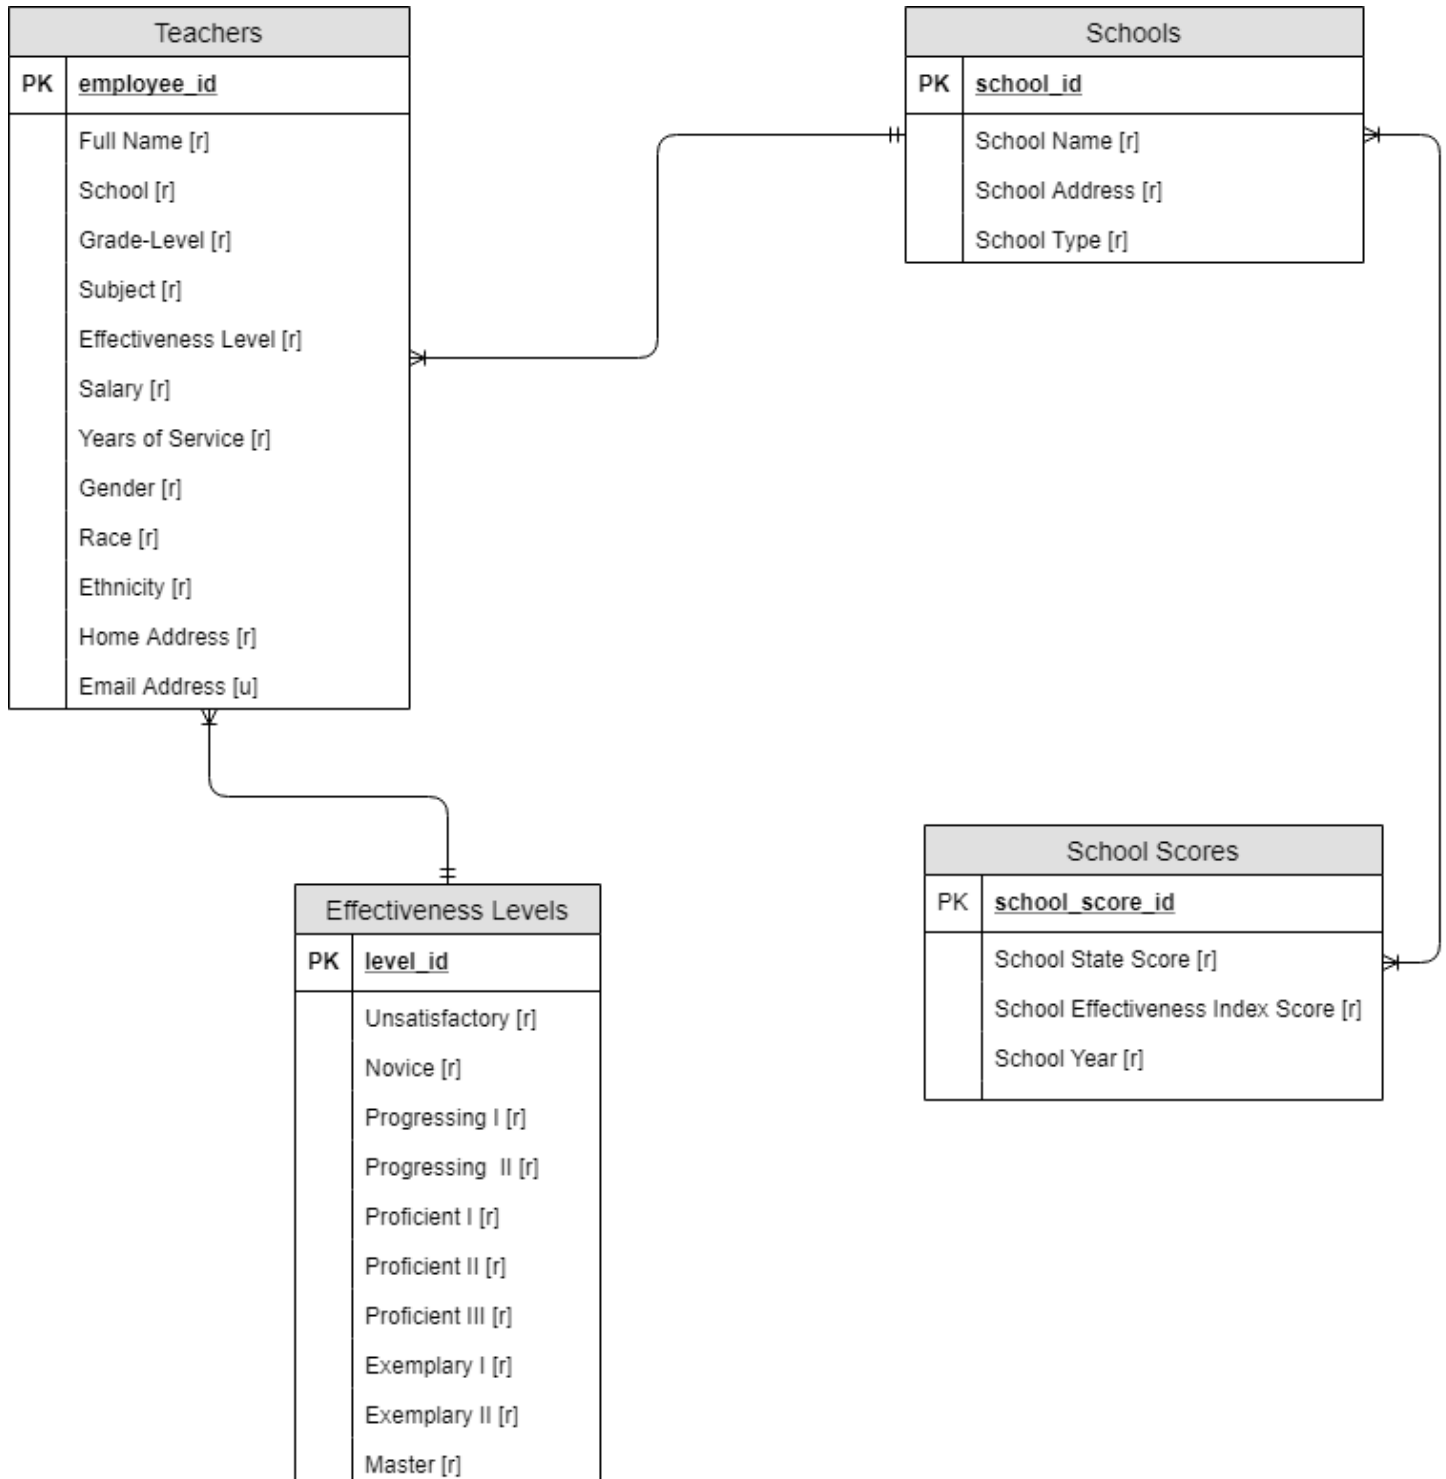 Teachers
PK employee_id
Full Name [r]
School [r]
Grade-Level [r]
Subject [r]
Effectiveness Level [r]
Salary [r]
Years of Service [r]
Gender [r]
Race [r]
Ethnicity [r]
Home Address [r]
Email Address [u]
Schools
PK school_id
School Name [r]
School Address [r]
School Type [r]
Effectiveness Levels
PK level_id
Unsatisfactory [r]
Novice [r]
Progressing I [r]
Progressing  II [r]
Proficient I [r]
Proficient II [r]
Proficient III [r]
Exemplary I [r]
Exemplary II [r]
Master [r]
School Scores
PK school_score_id
School State Score [r]
School Effectiveness Index Score [r]
School Year [r]